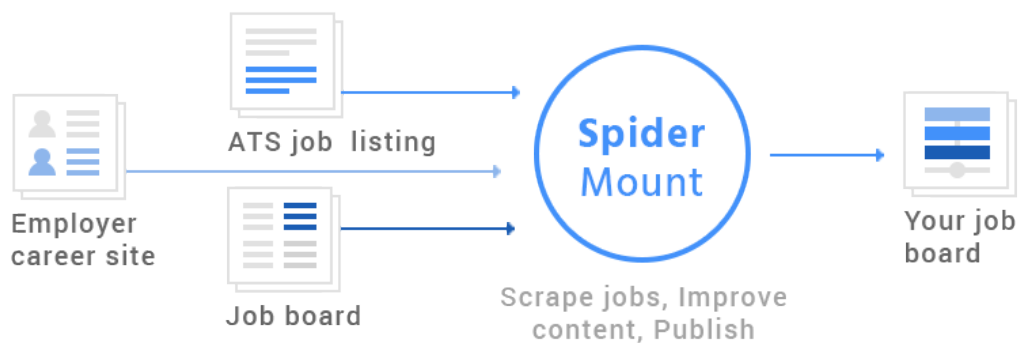 ATS job listing
Employer
career site
Job board
Spider
Mount
Scrape jobs, Improve
content, Publish
Your job
board